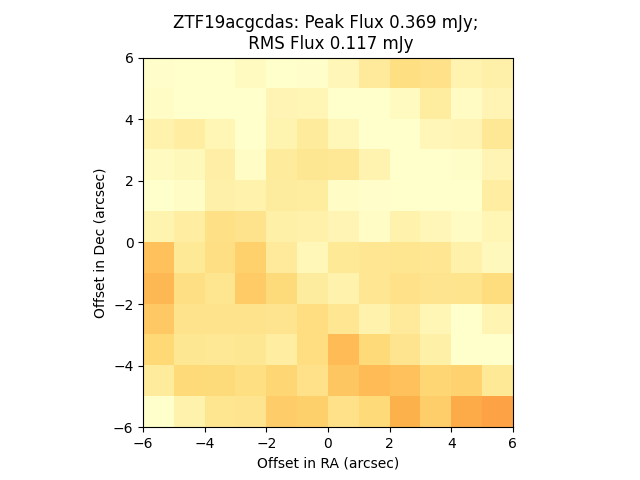 ZTF19acgcdas: Peak Flux 0.369 mJy;
RMS Flux 0.117 mJy
6
4
2
0
−2
−4
−6
Offset in Dec (arcsec)
−6 −4 −2 0 2 4 6
Offset in RA (arcsec)